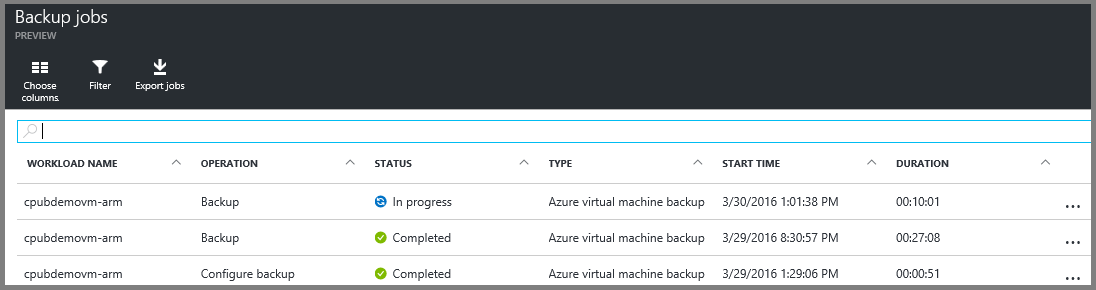 Backup jobs
PREVIEW
Choose columns. Filter Export jobs
WORKLOAD NAME OPERATION STATUS TYPE START TIME DURATION
cpubdemovm-arm Backup In progress Azure virtual machine backup 3/30/2016 1:01:38 PM 00:10:01 ...
cpubdemovm-arm Backup Completed Azure virtual machine backup 3/29/2016 8:30:57 PM 00:27:08 ...
cpubdemovm-arm Configure backup Completed Azure virtual machine backup 3/29/2016 1:29:06 PM 00:00:51 ...